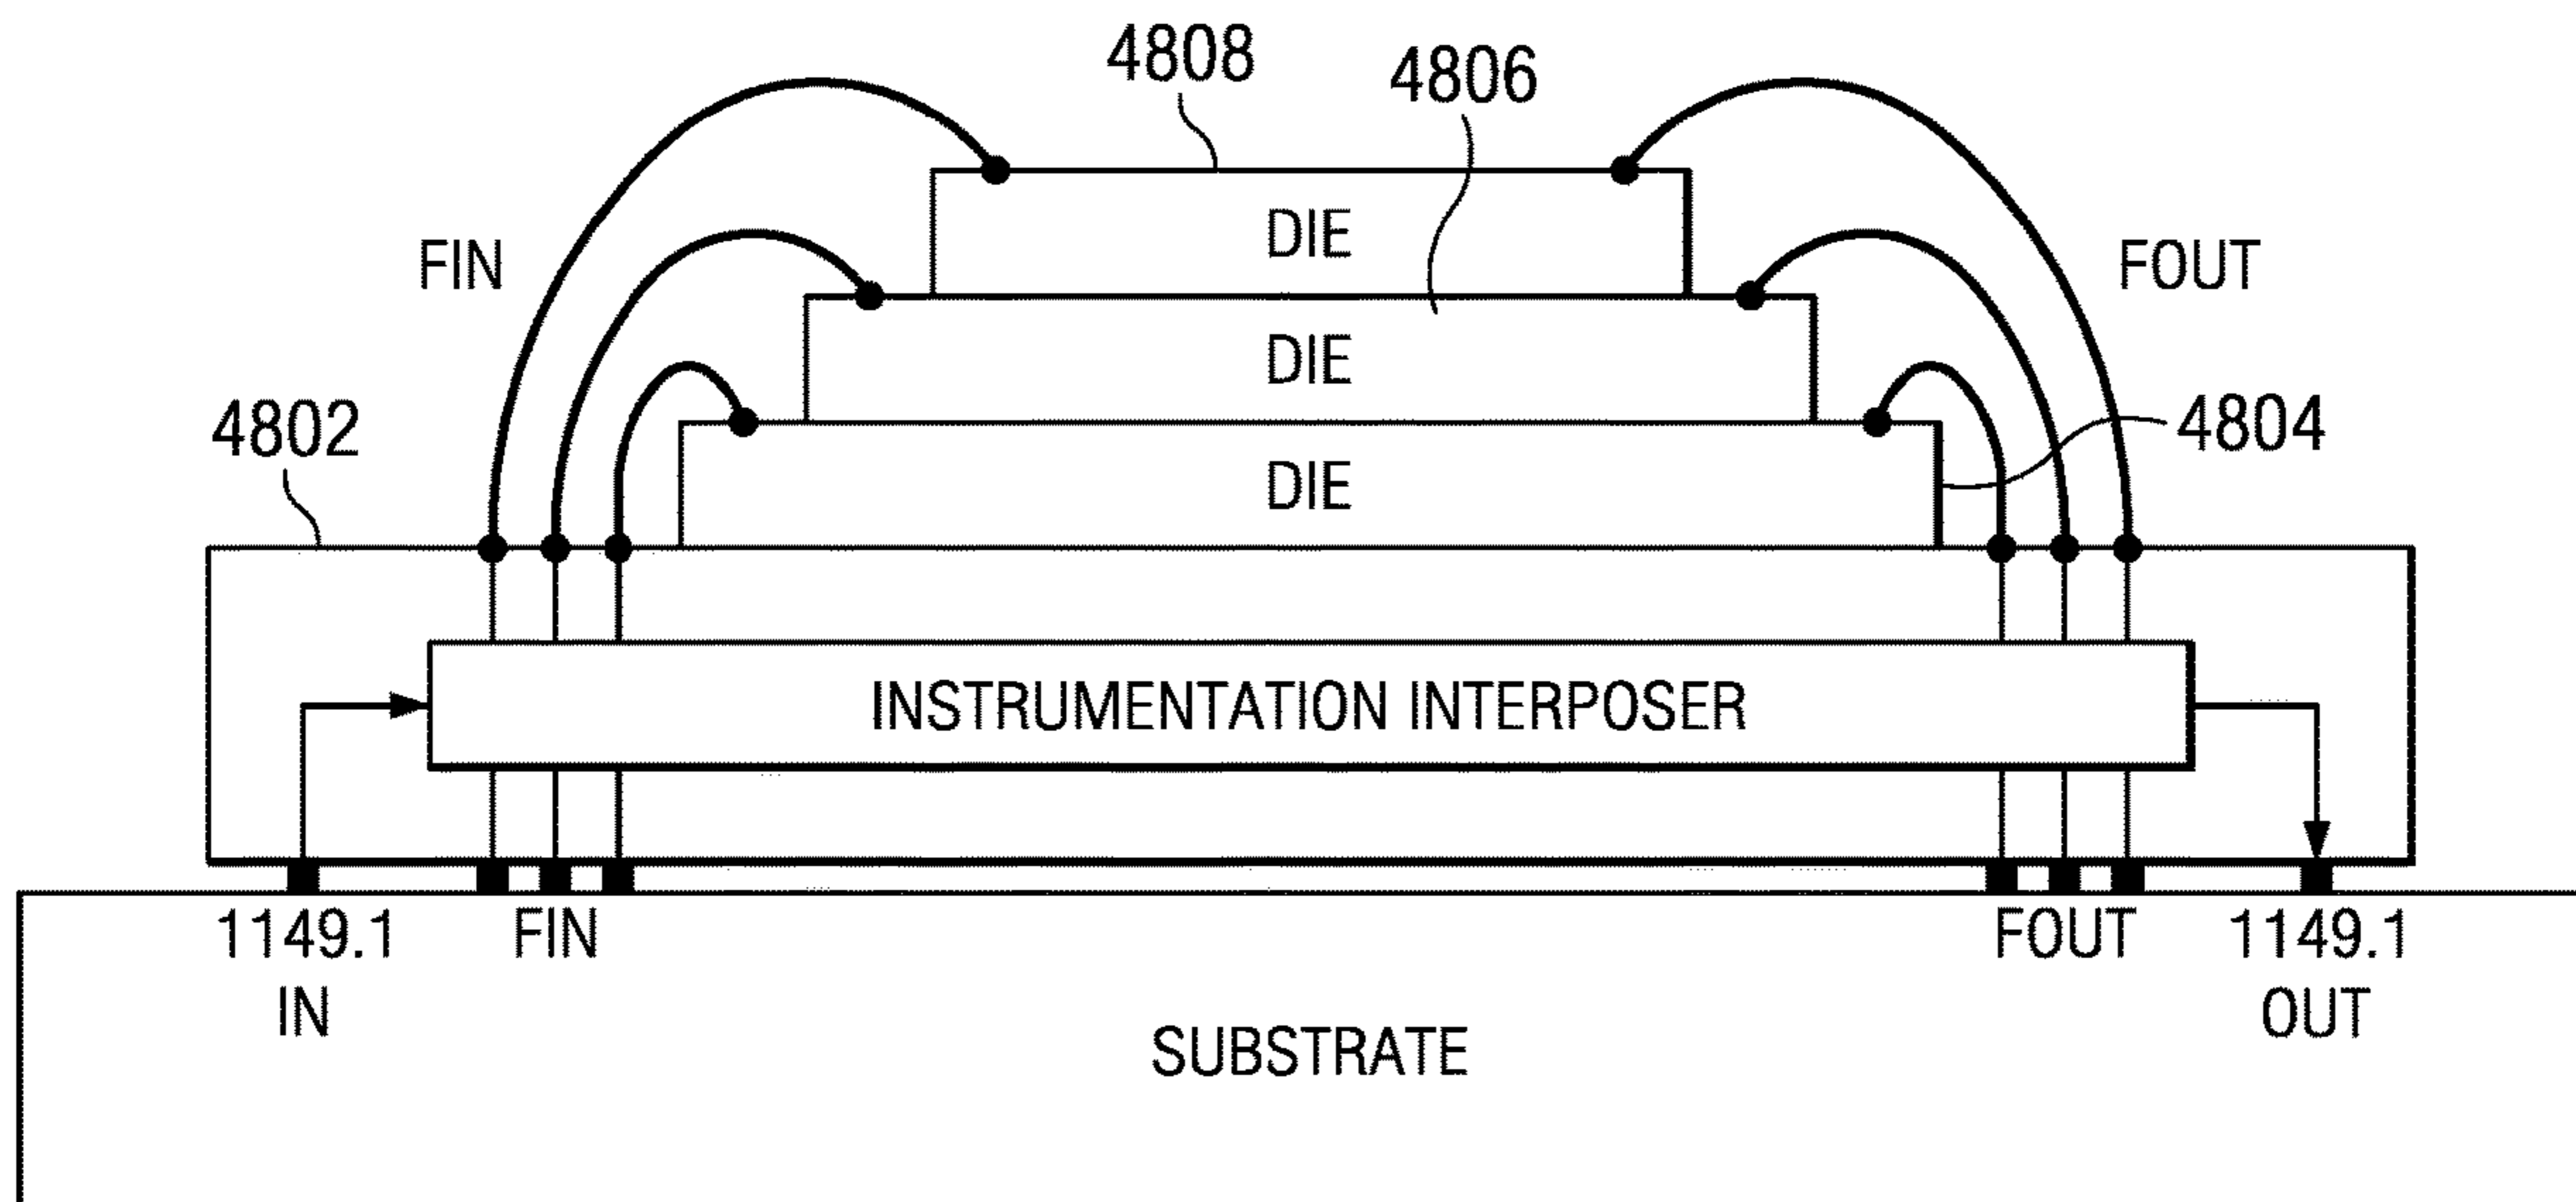 4808
4806
DIE
FIN
FOUT
DIE
4802
4804
DIE
INSTRUMENTATION INTERPOSER
1149.1
IN
FIN
FOUT
1149.1
OUT
SUBSTRATE